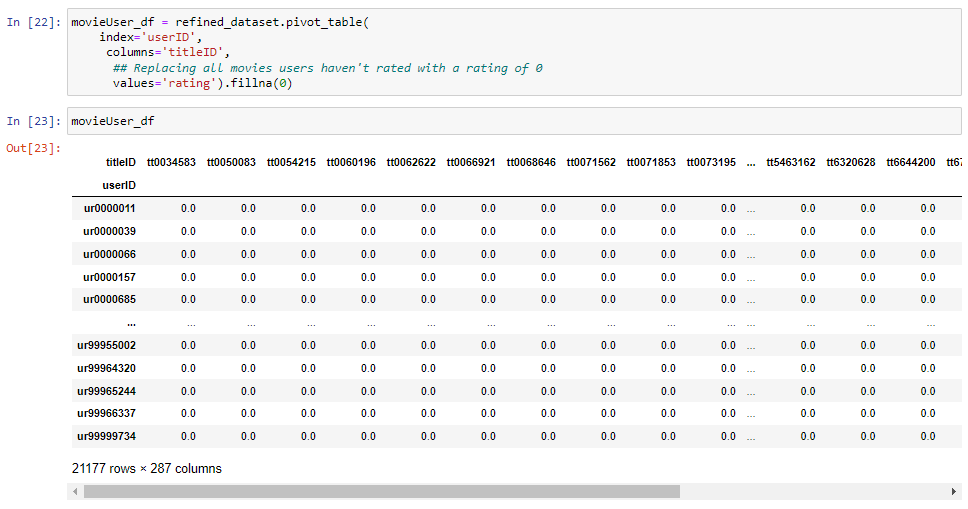 In [22]: movieUser_df = refined_dataset.pivot_table(
index='userID',
columns='titleID',
## Replacing all movies users haven't rated with a rating of 0
values='rating').fillna(0)
In [23]: movieUser_df
Out[23]:
titleID tt0034583 tt0050083 tt0054215 tt0060196 tt0062622 tt0066921 tt0068646 tt0071562 tt0071853 tt0073195 ... tt5463162 tt6320628 tt6644200 tt67
userID
ur0000011 0.0 0.0 0.0 0.0 0.0 0.0 0.0 0.0 0.0 0.0 ... 0.0 0.0 0.0
ur0000039 0.0 0.0 0.0 0.0 0.0 0.0 0.0 0.0 0.0 0.0 ... 0.0 0.0 0.0
ur0000066 0.0 0.0 0.0 0.0 0.0 0.0 0.0 0.0 0.0 0.0 ... 0.0 0.0 0.0
ur0000157 0.0 0.0 0.0 0.0 0.0 0.0 0.0 0.0 0.0 0.0 ... 0.0 0.0 0.0
ur0000685 0.0 0.0 0.0 0.0 0.0 0.0 0.0 0.0 0.0 0.0 ... 0.0 0.0 0.0
... ... ... ... ... ... ... ... ... ... ... ... ... ... ...
ur99955002 0.0 0.0 0.0 0.0 0.0 0.0 0.0 0.0 0.0 0.0 ... 0.0 0.0 0.0
ur99964320 0.0 0.0 0.0 0.0 0.0 0.0 0.0 0.0 0.0 0.0 ... 0.0 0.0 0.0
ur99965244 0.0 0.0 0.0 0.0 0.0 0.0 0.0 0.0 0.0 0.0 ... 0.0 0.0 0.0
ur99966337 0.0 0.0 0.0 0.0 0.0 0.0 0.0 0.0 0.0 0.0 ... 0.0 0.0 0.0
ur99999734 0.0 0.0 0.0 0.0 0.0 0.0 0.0 0.0 0.0 0.0 ... 0.0 0.0 0.0
21177 rows × 287 columns